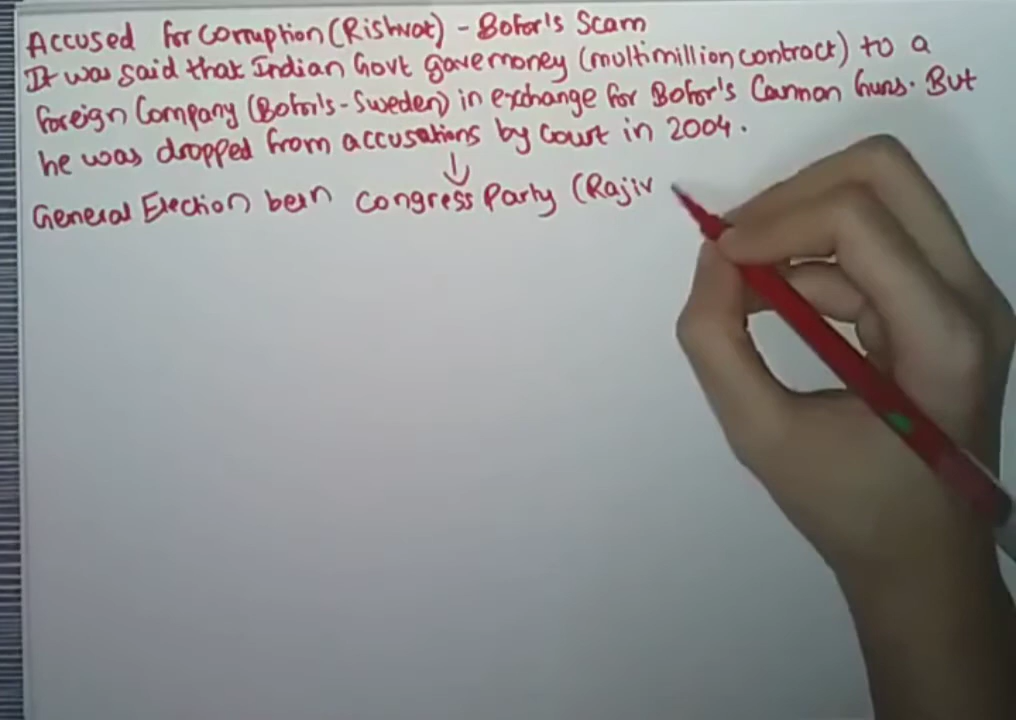 Accused for Corruption (Rishvat) - Bofor's Scam
It was said that Indian Govt gave money (multimillion contract) to a
foreign Company (Bofor's-Sweden) in exchange for Bofor's Cannon Guns. But
he was dropped from accusations by Court in 2004.
↓
General Election betn Congress Party (Rajiv